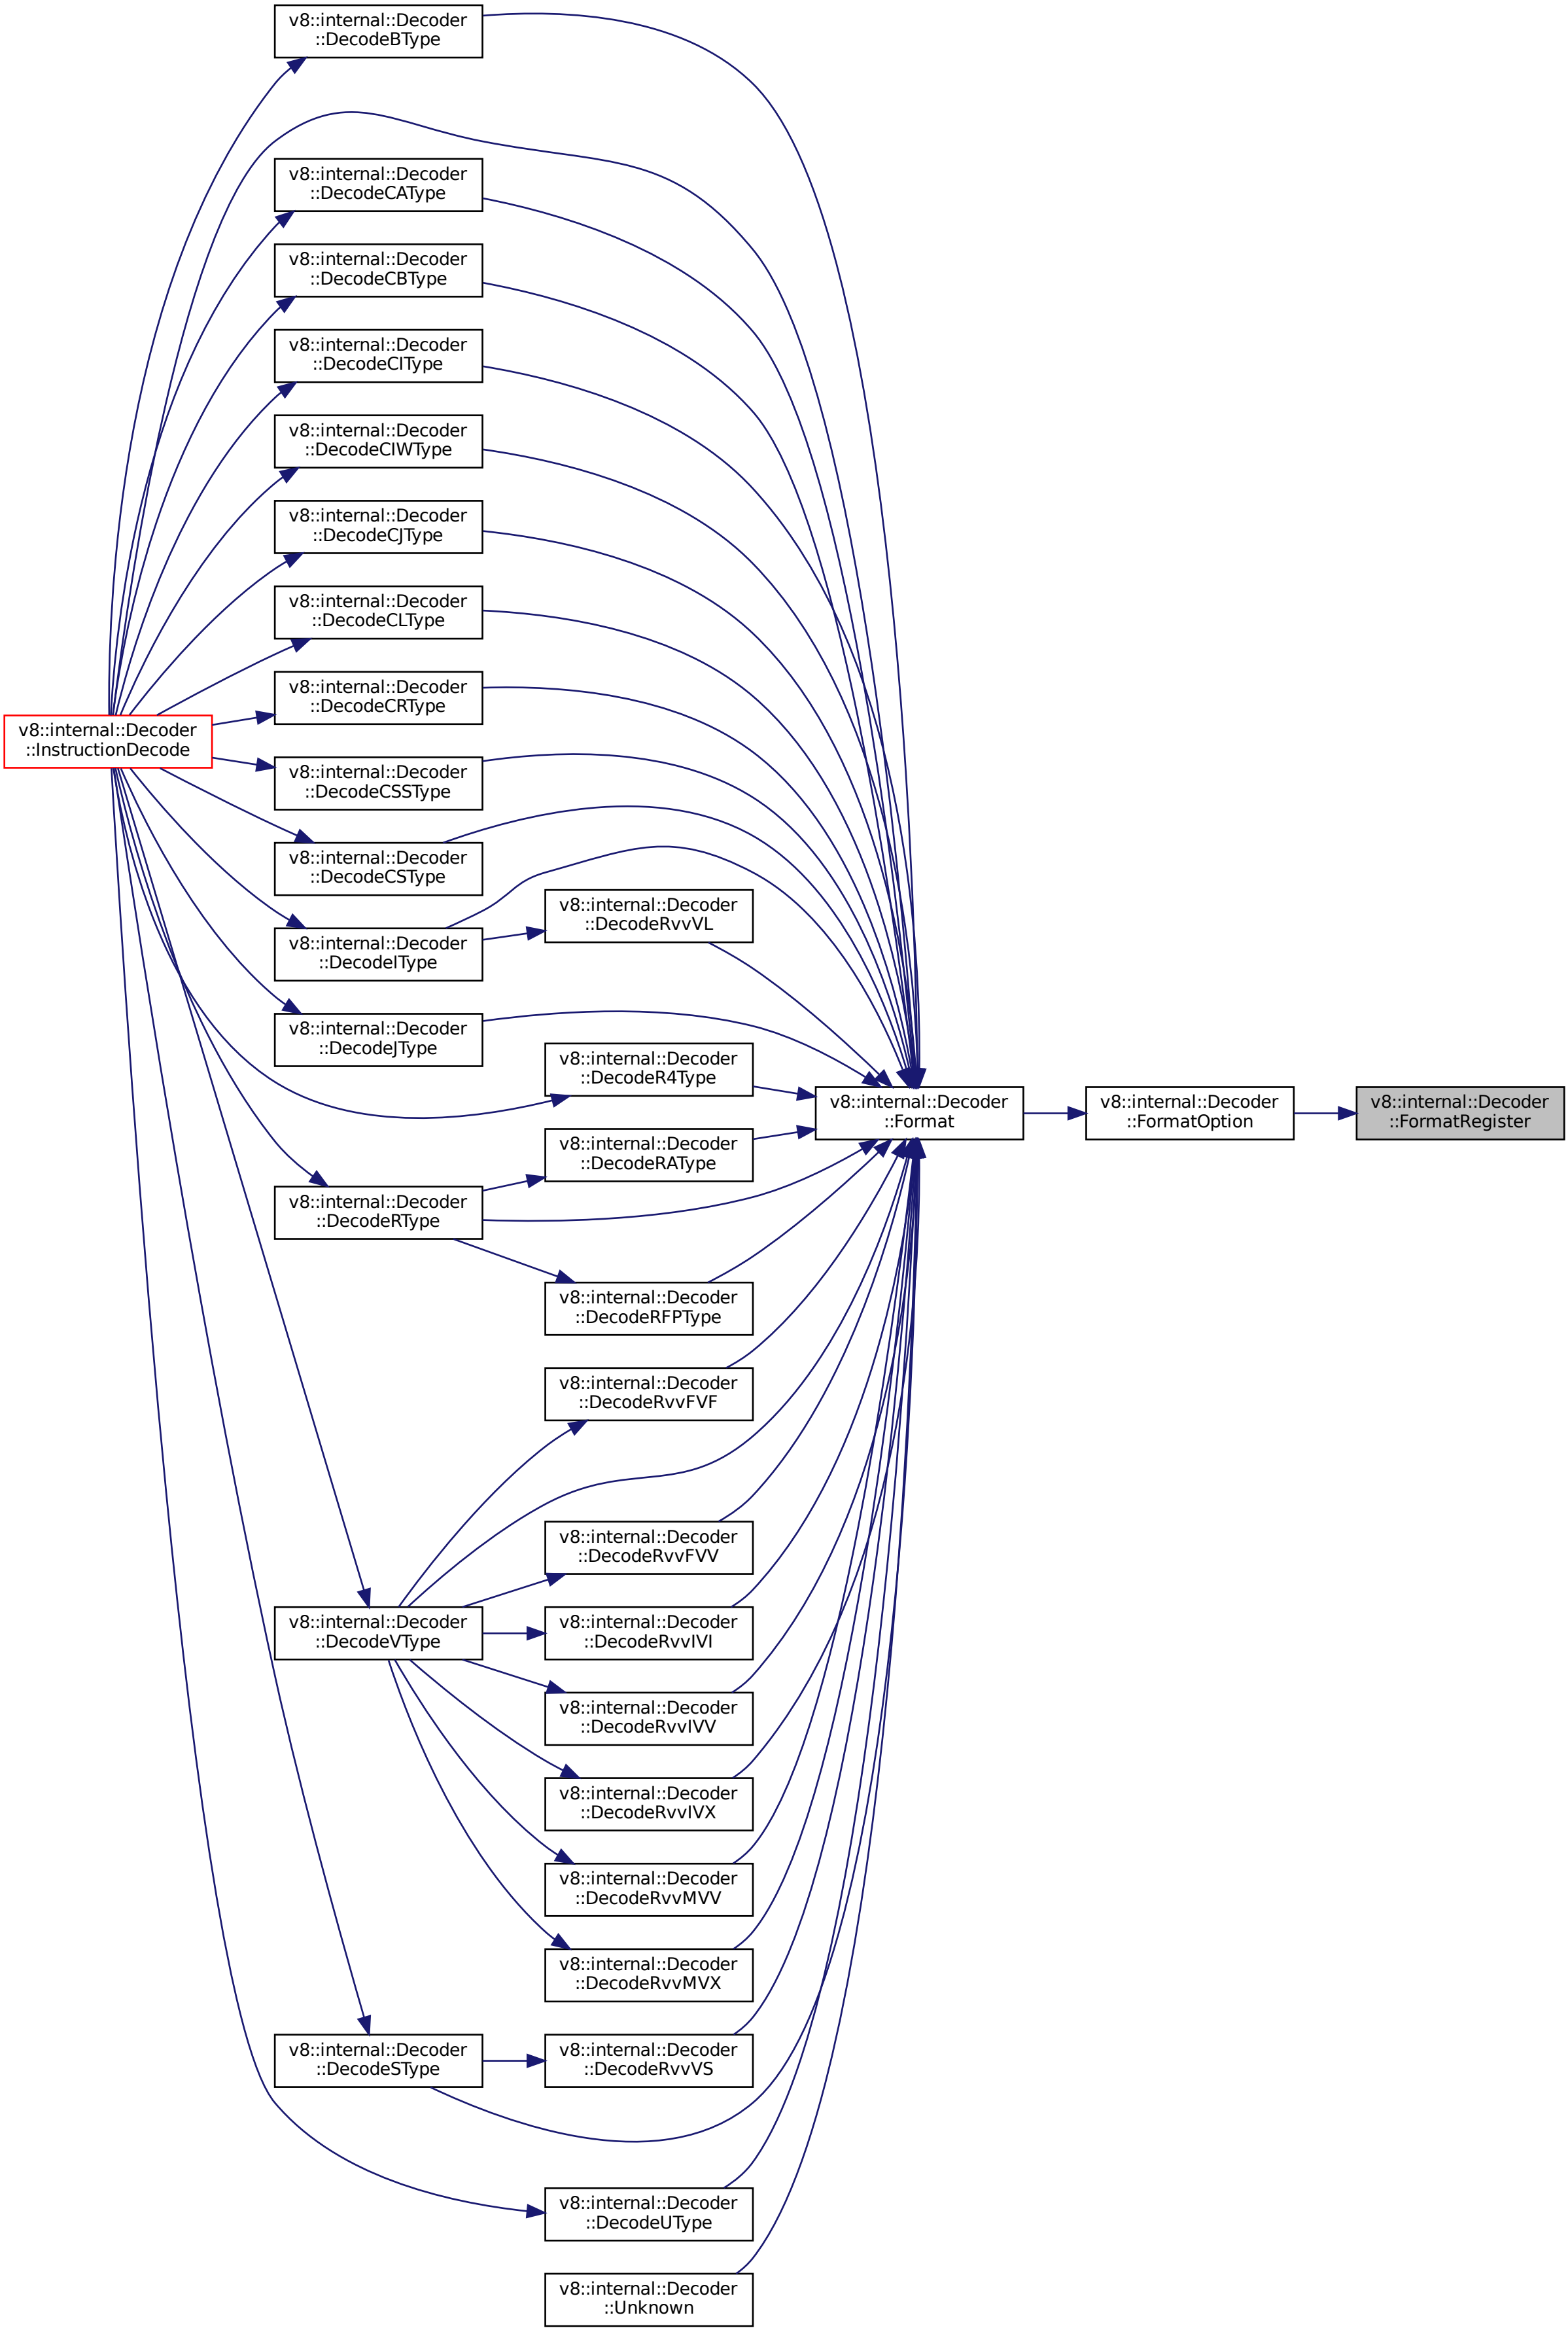 v8::internal::Decoder
::DecodeBType
v8::internal::Decoder
::DecodeCAType
v8::internal::Decoder
::DecodeCBType
v8::internal::Decoder
::DecodeCIType
v8::internal::Decoder
::DecodeCIWType
v8::internal::Decoder
::DecodeCJType
v8::internal::Decoder
::DecodeCLType
v8::internal::Decoder
::DecodeCRType
v8::internal::Decoder
::InstructionDecode
v8::internal::Decoder
::DecodeCSSType
v8::internal::Decoder
::DecodeCSType
v8::internal::Decoder
::DecodeRvvVL
v8::internal::Decoder
::DecodeIType
v8::internal::Decoder
::DecodeJType
v8::internal::Decoder
::DecodeR4Type
v8::internal::Decoder
::Format
v8::internal::Decoder
::FormatOption
v8::internal::Decoder
::FormatRegister
v8::internal::Decoder
::DecodeRAType
v8::internal::Decoder
::DecodeRType
v8::internal::Decoder
::DecodeRFPType
v8::internal::Decoder
::DecodeRvvFVF
v8::internal::Decoder
::DecodeRvvFVV
v8::internal::Decoder
::DecodeVType
v8::internal::Decoder
::DecodeRvvIVI
v8::internal::Decoder
::DecodeRvvIVV
v8::internal::Decoder
::DecodeRvvIVX
v8::internal::Decoder
::DecodeRvvMVV
v8::internal::Decoder
::DecodeRvvMVX
v8::internal::Decoder
::DecodeSType
v8::internal::Decoder
::DecodeRvvVS
v8::internal::Decoder
::DecodeUType
v8::internal::Decoder
::Unknown